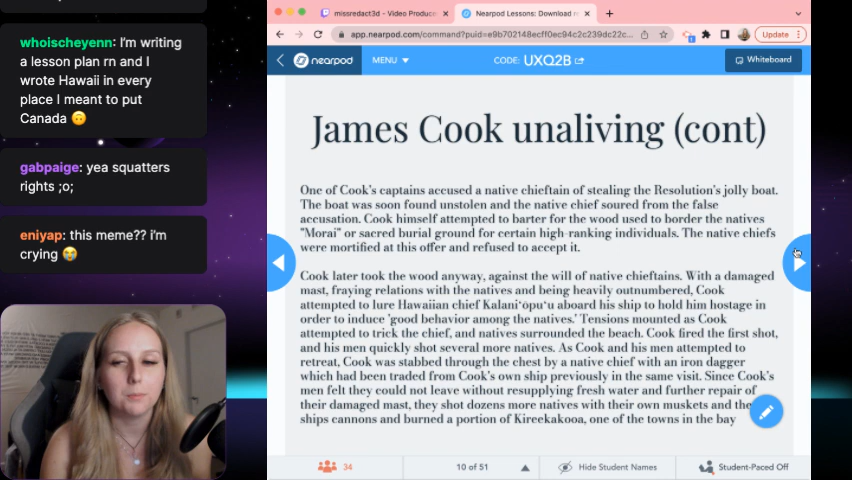 whoischeyenn: I'm writing
a lesson plan rn and I
wrote Hawaii in every
place I meant to put
Canada 🙃
gabpaige: yea squatters
rights ;o;
eniyap: this meme?? i'm
crying 😭
missredact3d - Video Produce
Nearpod Lessons: Download n
app.nearpod.com/command?puid=e9b702148ecff0ec94c2c239dc22c...
Update
nearpod
MENU
CODE: UXQ2B
Whiteboard
James Cook unaliving (cont)
One of Cook's captains accused a native chieftain of stealing the Resolution's jolly boat.
The boat was soon found unstolen and the native chief soured from the false
accusation. Cook himself attempted to barter for the wood used to border the natives
"Morai" or sacred burial ground for certain high-ranking individuals. The native chiefs
were mortified at this offer and refused to accept it.
Cook later took the wood anyway, against the will of native chieftains. With a damaged
mast, fraying relations with the natives and being heavily outnumbered, Cook
attempted to lure Hawaiian chief Kalaniʻōpuʻu aboard his ship to hold him hostage in
order to induce 'good behavior among the natives.' Tensions mounted as Cook
attempted to trick the chief, and natives surrounded the beach. Cook fired the first shot,
and his men quickly shot several more natives. As Cook and his men attempted to
retreat, Cook was stabbed through the chest by a native chief with an iron dagger
which had been traded from Cook's own ship previously in the same visit. Since Cook's
men felt they could not leave without resupplying fresh water and further repair of
their damaged mast, they shot dozens more natives with their own muskets and the
ships cannons and burned a portion of Kireekakooa, one of the towns in the bay
34
10 of 51
Hide Student Names
Student-Paced Off